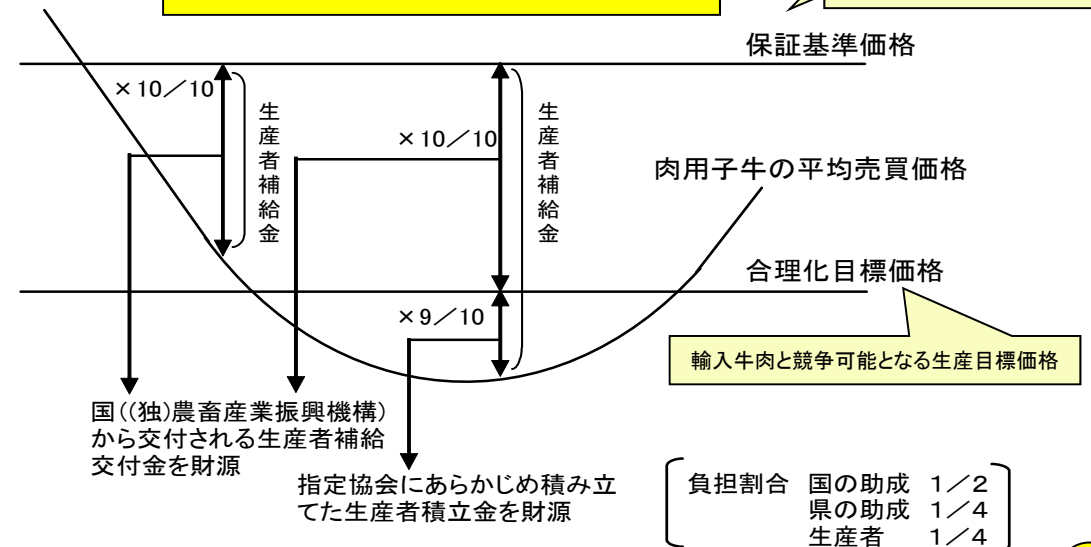 保証基準価格
×10／10
生産者補給金
×10／10
生産者補給金
肉用子牛の平均売買価格
合理化目標価格
×9／10
輸入牛肉と競争可能となる生産目標価格
国((独)農畜産業振興機構)
から交付される生産者補給
交付金を財源
指定協会にあらかじめ積み立
てた生産者積立金を財源
負担割合 国の助成 1／2
県の助成 1／4
生産者 1／4